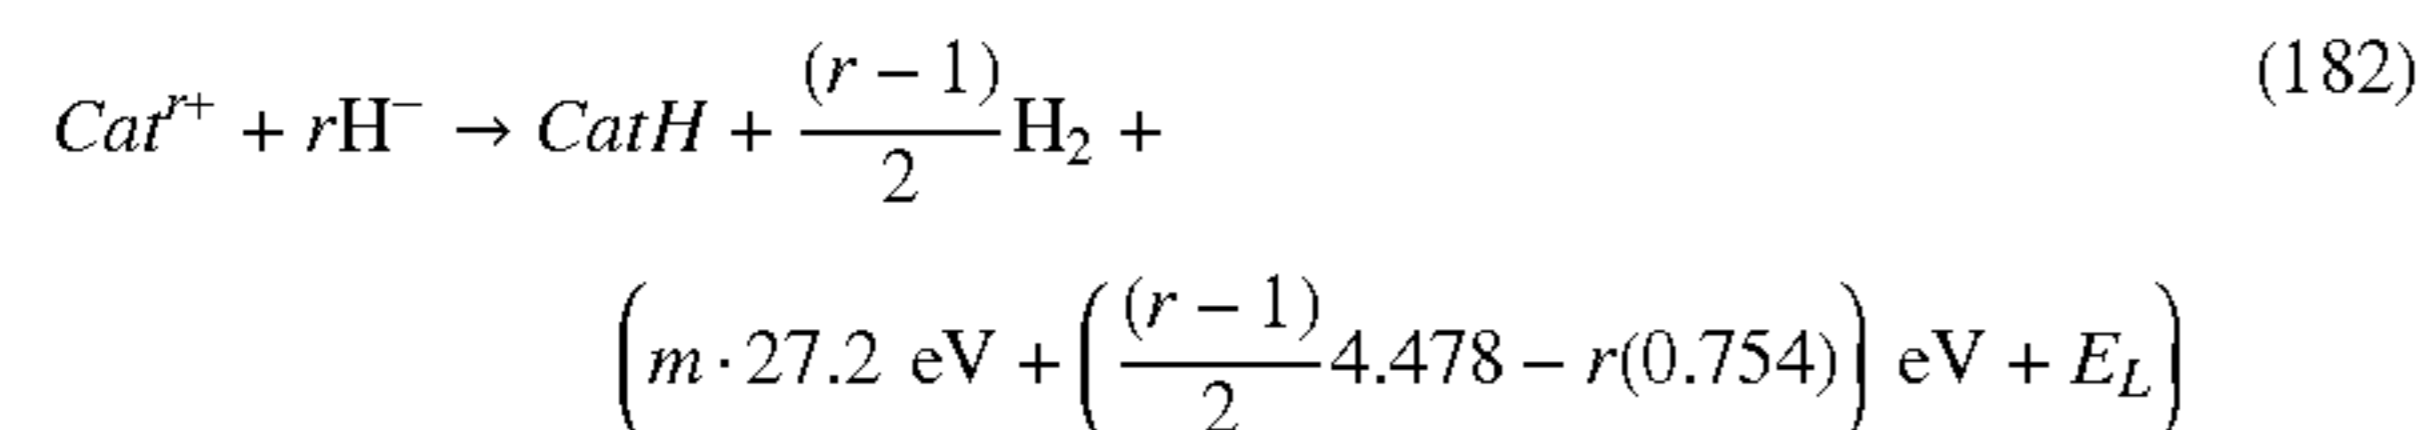 Cat^{r+} + rH^- → CatH + \frac{(r − 1)}{2} H_2 + (182)
(m · 27.2 eV + (\frac{(r − 1)}{2} 4.478 − r(0.754)) eV + E_L)